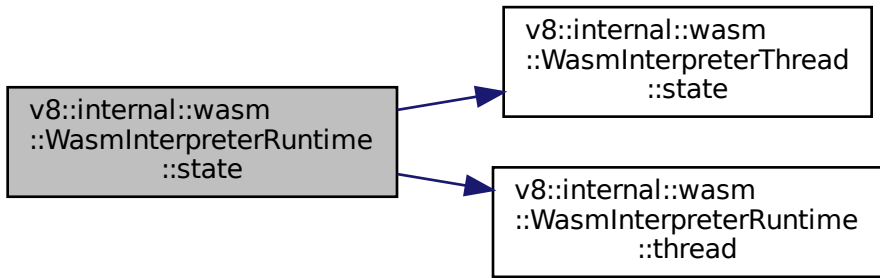 v8::internal::wasm
::WasmInterpreterRuntime
::state
v8::internal::wasm
::WasmInterpreterThread
::state
v8::internal::wasm
::WasmInterpreterRuntime
::thread